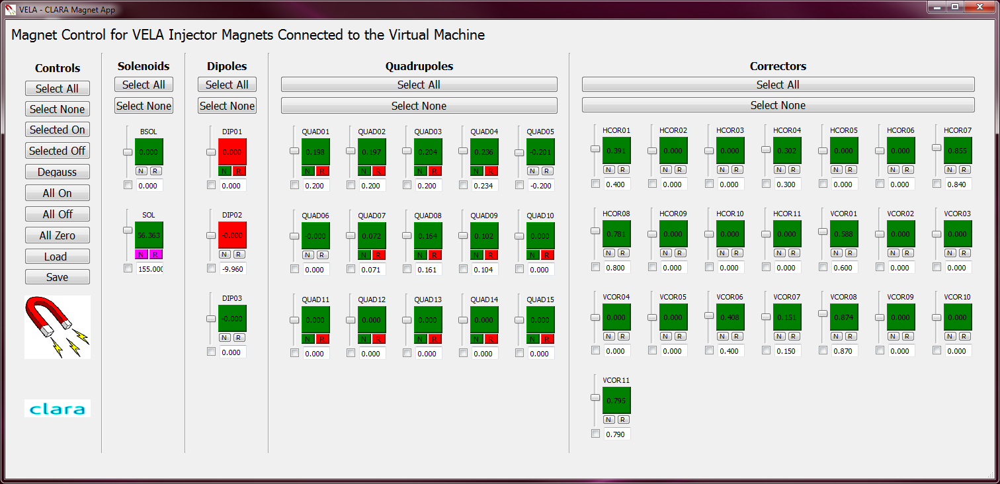 VELA - CLARA Magnet App
Magnet Control for VELA Injector Magnets Connected to the Virtual Machine
Controls
Select All
Select None
Selected On
Selected Off
Degauss
All On
All Off
All Zero
Load
Save
clara
Solenoids
Select All
Select None
BSOL
0.000
N R
0.000
SOL
56.363
N R
155.000
Dipoles
Select All
Select None
DIP01
0.000
N R
0.000
DIP02
-0.000
N R
-9.960
DIP03
-0.000
N R
0.000
Quadrupoles
Select All
Select None
QUAD01 QUAD02 QUAD03 QUAD04 QUAD05
0.198 0.197 0.204 0.236 -0.201
N R N R N R N R N R
0.200 0.200 0.200 0.234 -0.200
QUAD06 QUAD07 QUAD08 QUAD09 QUAD10
-0.000 0.072 0.164 0.102 0.000
N R N R N R N R N R
0.000 0.071 0.161 0.104 0.000
QUAD11 QUAD12 QUAD13 QUAD14 QUAD15
0.000 0.000 0.000 0.000 0.000
N R N R N R N R N R
0.000 0.000 0.000 0.000 0.000
Correctors
Select All
Select None
HCOR01 HCOR02 HCOR03 HCOR04 HCOR05 HCOR06 HCOR07
0.391 0.000 0.000 0.302 0.000 0.000 0.855
N R N R N R N R N R N R N R
0.400 0.000 0.000 0.300 0.000 0.000 0.840
HCOR08 HCOR09 HCOR10 HCOR11 VCOR01 VCOR02 VCOR03
0.781 0.000 0.000 0.000 0.588 0.000 0.000
N R N R N R N R N R N R N R
0.800 0.000 0.000 0.000 0.600 0.000 0.000
VCOR04 VCOR05 VCOR06 VCOR07 VCOR08 VCOR09 VCOR10
0.000 0.000 0.408 0.151 0.874 0.000 0.000
N R N R N R N R N R N R N R
0.000 0.000 0.400 0.150 0.870 0.000 0.000
VCOR11
0.795
N R
0.790